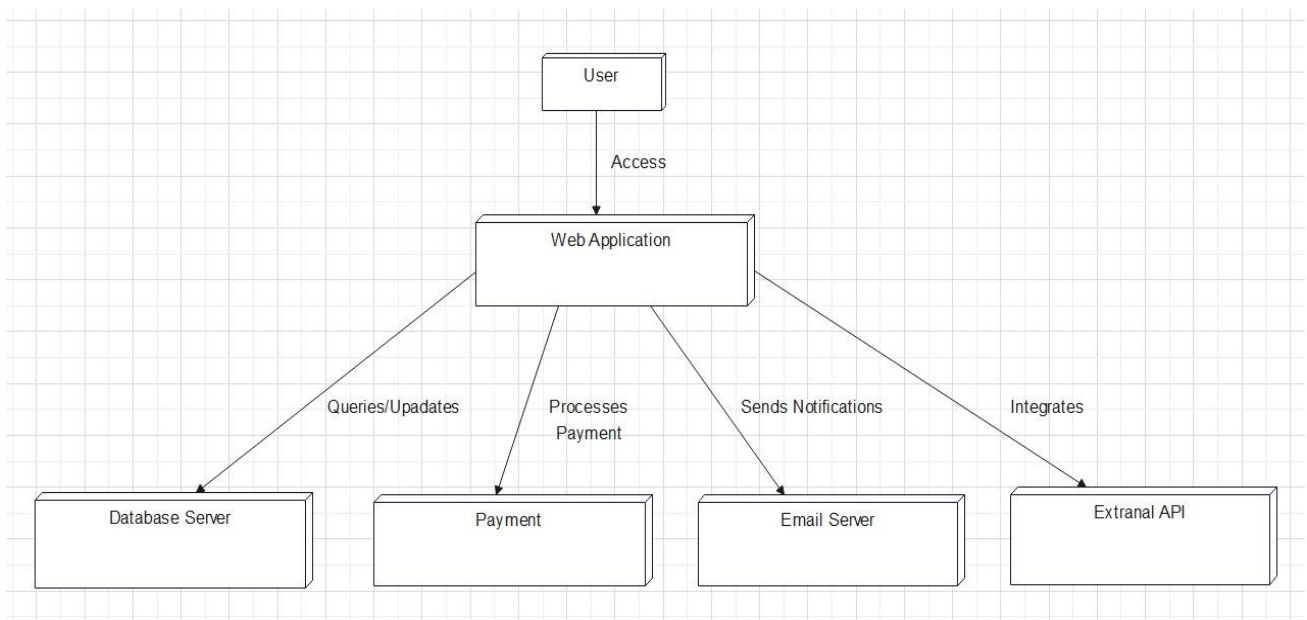 User
Access
Web Application
Queries/Upadates
Processes
Payment
Sends Notifications
Integrates
Database Server
Payment
Email Server
Extranal API